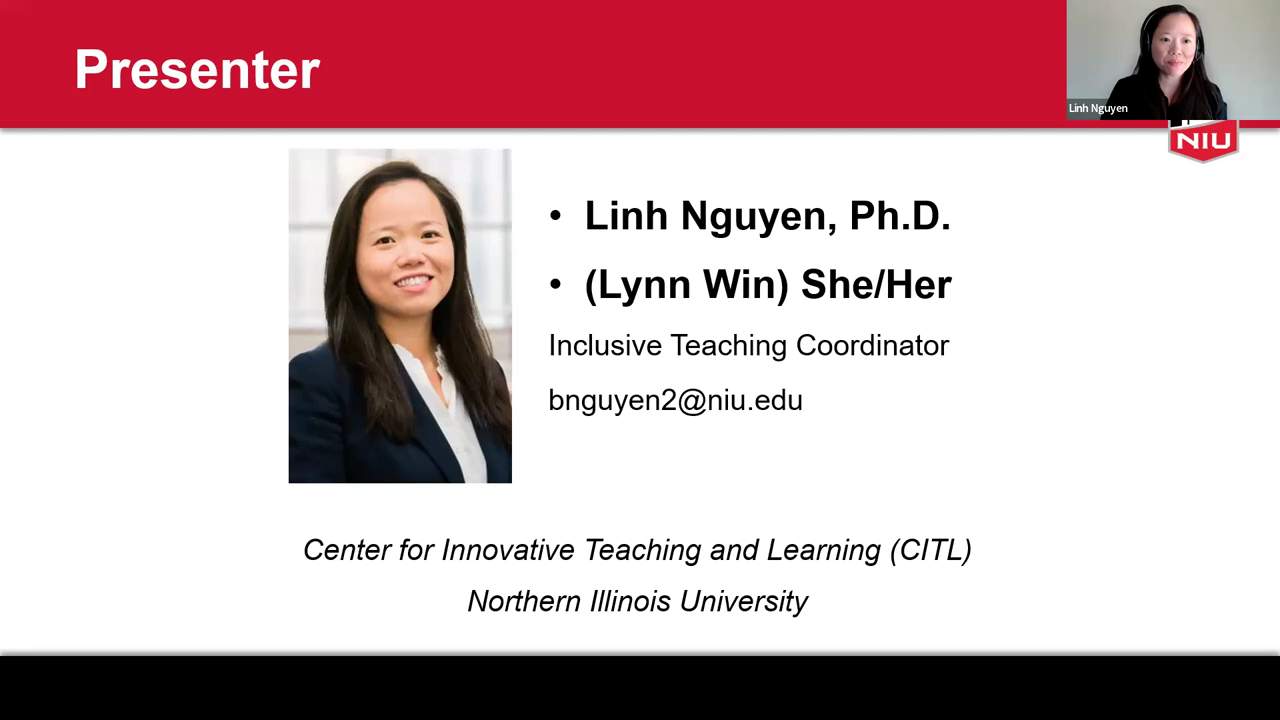 Presenter
Linh Nguyen
NIU
• Linh Nguyen, Ph.D.
• (Lynn Win) She/Her
Inclusive Teaching Coordinator
bnguyen2@niu.edu
Center for Innovative Teaching and Learning (CITL)
Northern Illinois University